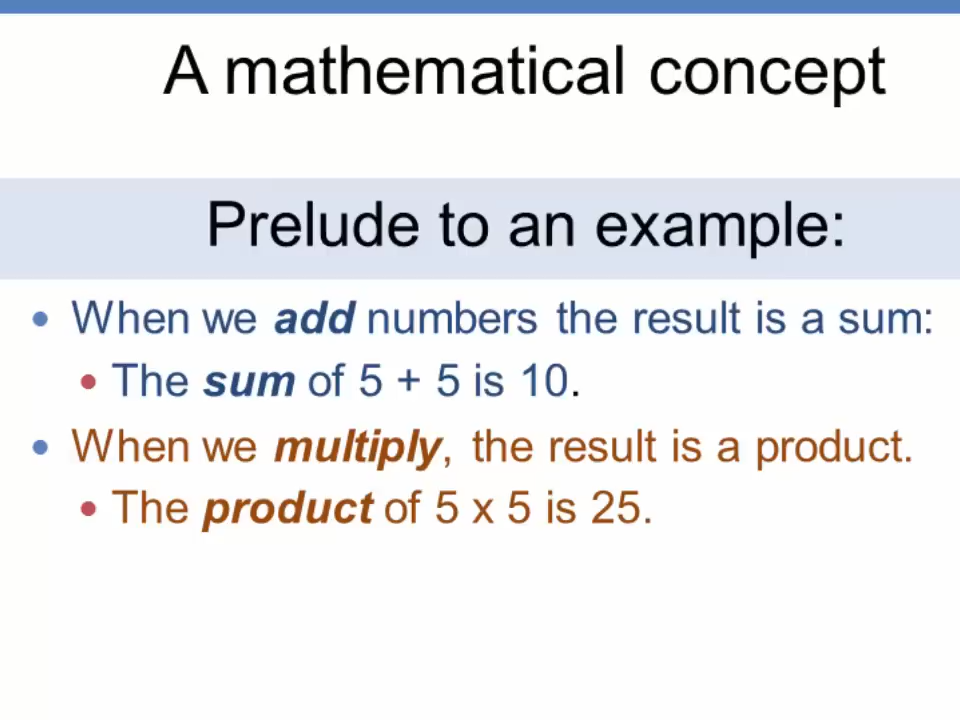 A mathematical concept
Prelude to an example:
• When we add numbers the result is a sum:
• The sum of 5 + 5 is 10.
• When we multiply, the result is a product.
• The product of 5 x 5 is 25.